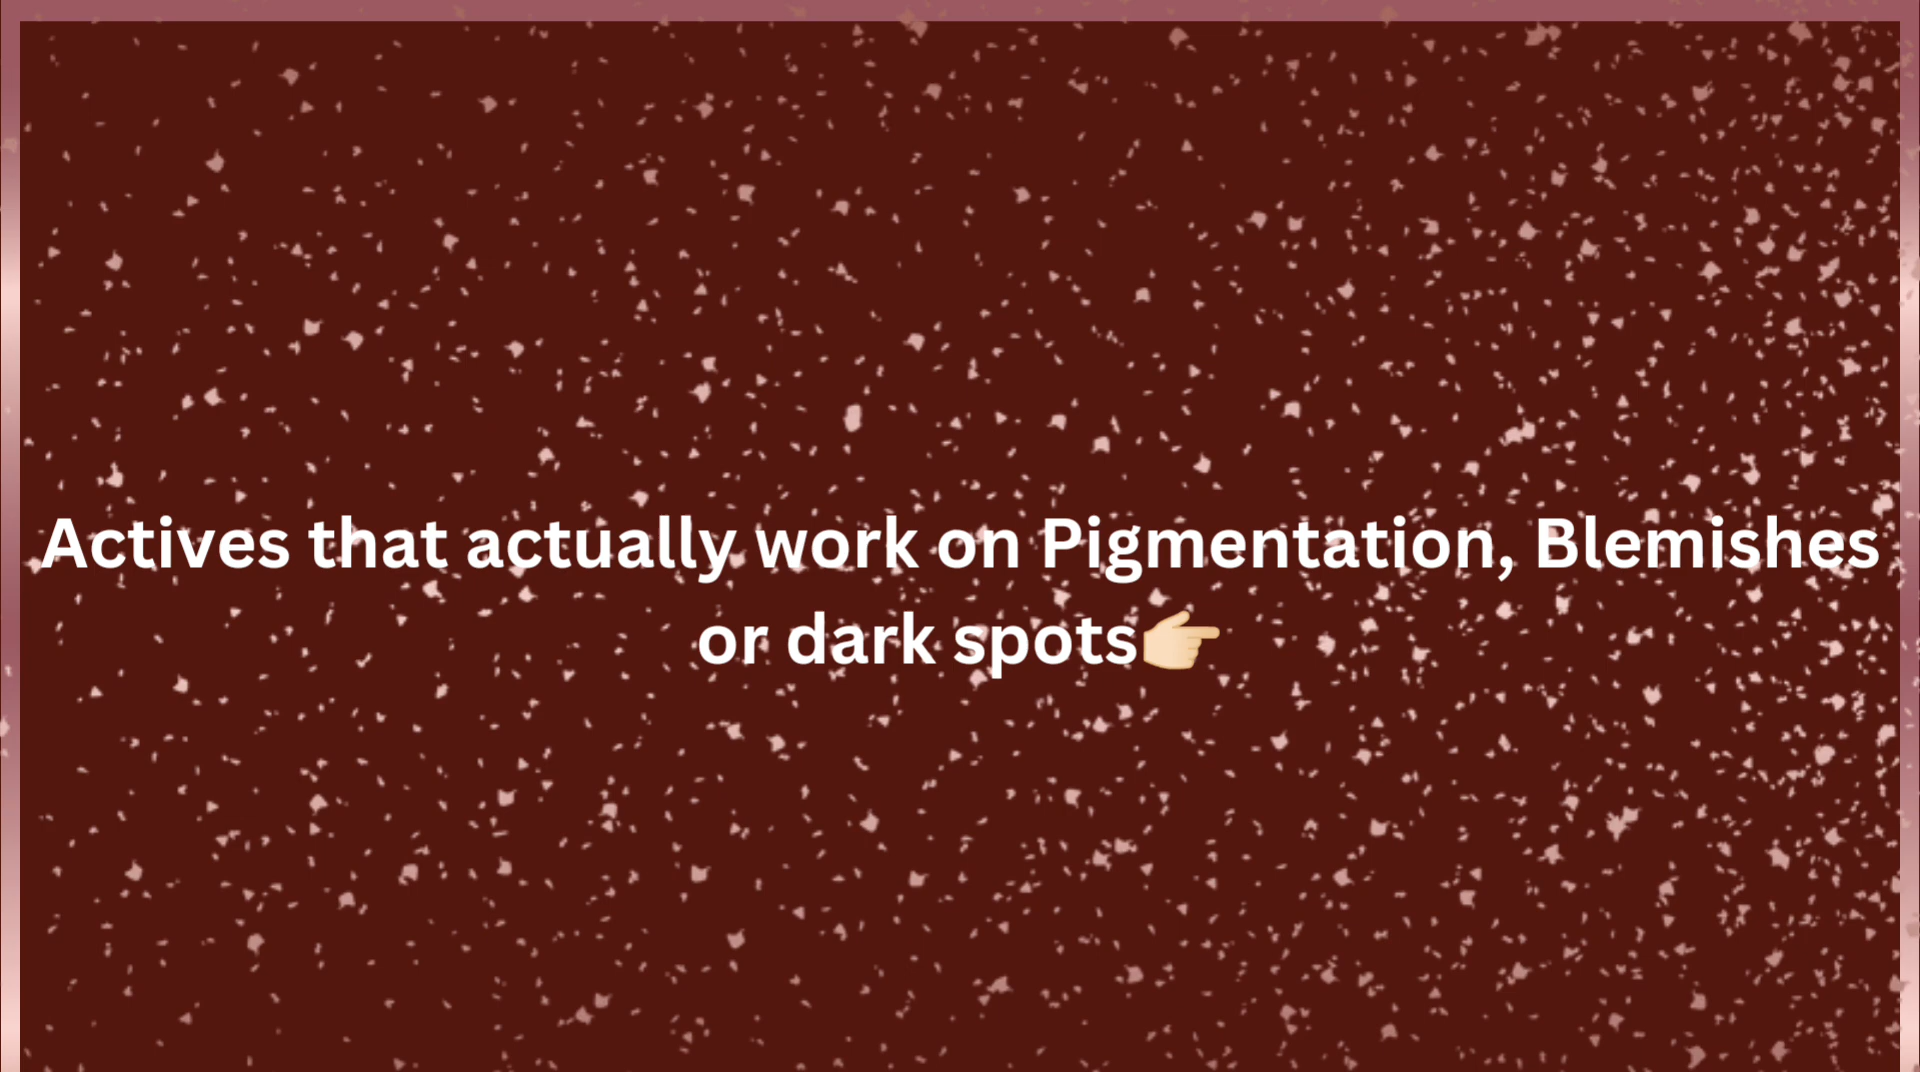 Actives that actually work on Pigmentation, Blemishes
or dark spots👉🏻